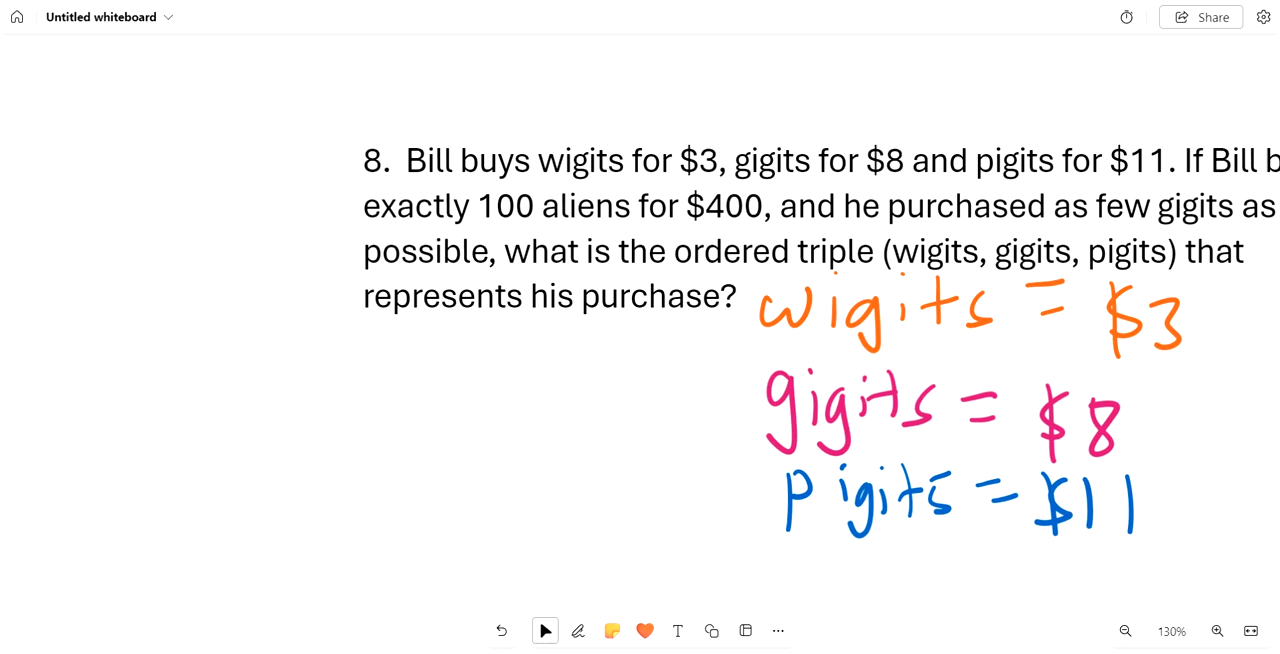 Untitled whiteboard
Share
8. Bill buys wigits for $3, gigits for $8 and pigits for $11. If Bill b
exactly 100 aliens for $400, and he purchased as few gigits as
possible, what is the ordered triple (wigits, gigits, pigits) that
represents his purchase?
wigits = $3
gigits = $8
pigits = $11
130%